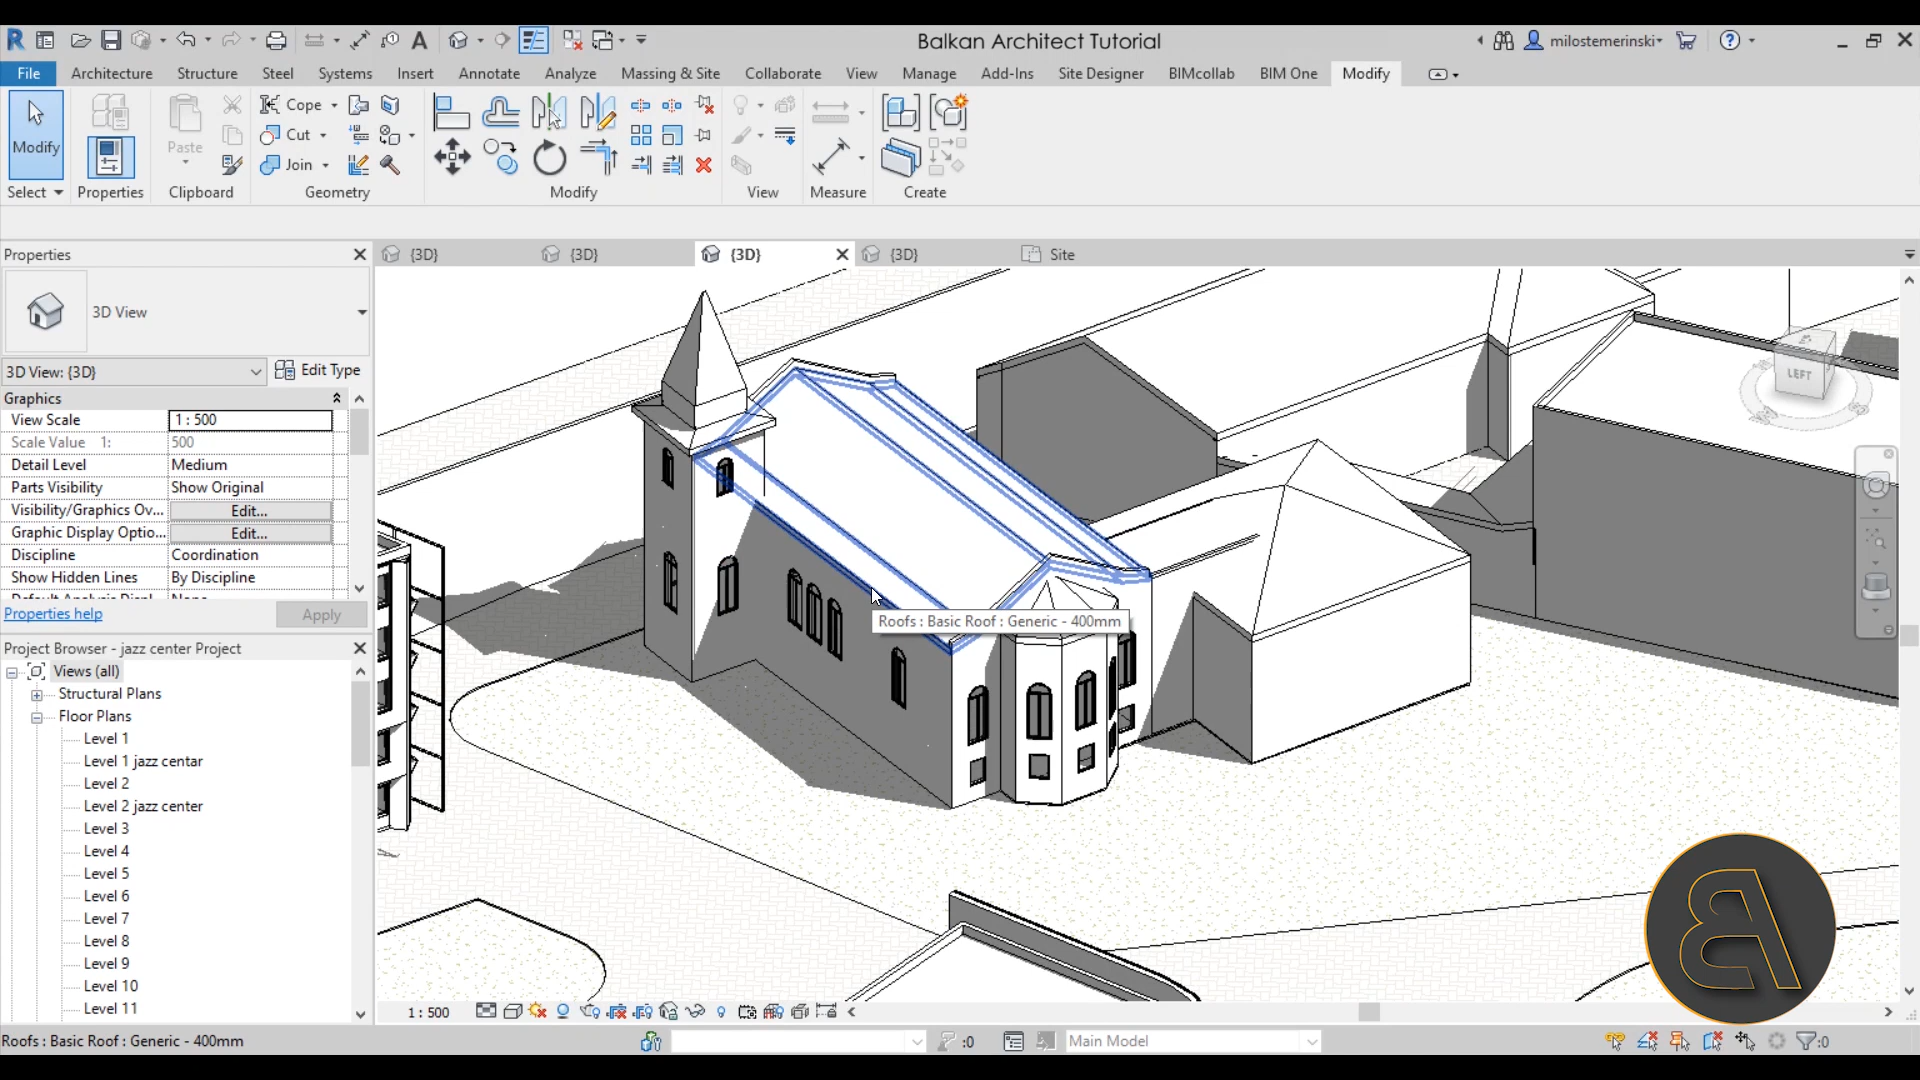 Balkan Architect Tutorial
milostemerinski
File Architecture Structure Steel Systems Insert Annotate Analyze Massing & Site Collaborate View Manage Add-Ins Site Designer BIMcollab BIM One Modify
Modify
Paste
Cope
Cut
Join
Select Properties Clipboard Geometry Modify View Measure Create
Properties
{3D} {3D} {3D} {3D} Site
3D View
3D View: {3D} Edit Type
Graphics
View Scale 1 : 500
Scale Value 1: 500
Detail Level Medium
Parts Visibility Show Original
Visibility/Graphics Ov... Edit...
Graphic Display Optio... Edit...
Discipline Coordination
Show Hidden Lines By Discipline
Properties help Apply
Project Browser - jazz center Project
Views (all)
Structural Plans
Floor Plans
Level 1
Level 1 jazz centar
Level 2
Level 2 jazz center
Level 3
Level 4
Level 5
Level 6
Level 7
Level 8
Level 9
Level 10
Level 11
LEFT
Roofs : Basic Roof : Generic - 400mm
1 : 500
Roofs : Basic Roof : Generic - 400mm
:0
Main Model
:0